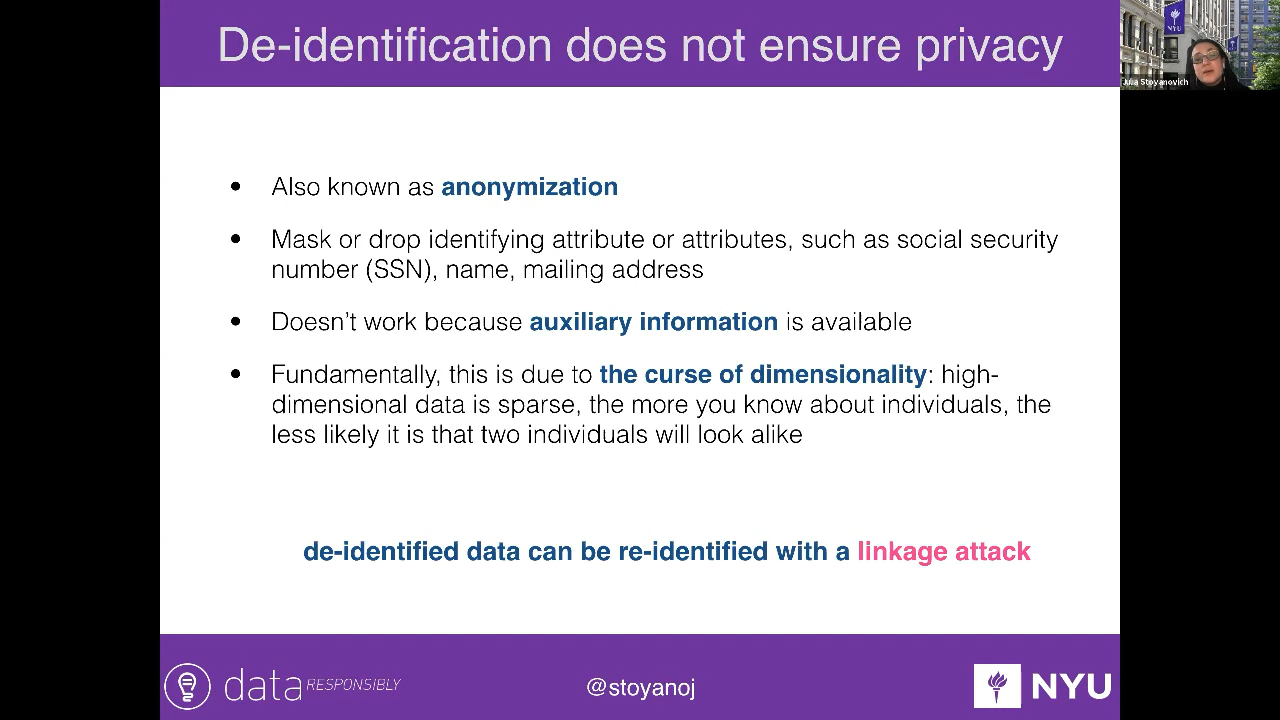 De-identification does not ensure privacy
NYU
Julia Stoyanovich
• Also known as anonymization
• Mask or drop identifying attribute or attributes, such as social security
number (SSN), name, mailing address
• Doesn't work because auxiliary information is available
• Fundamentally, this is due to the curse of dimensionality: high-
dimensional data is sparse, the more you know about individuals, the
less likely it is that two individuals will look alike
de-identified data can be re-identified with a linkage attack
data RESPONSIBLY
@stoyanoj
NYU